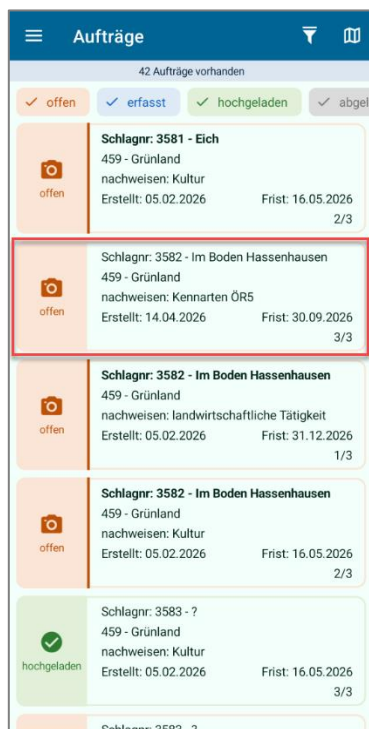 Aufträge
42 Aufträge vorhanden
offen erfasst hochgeladen abgel
Schlagnr: 3581 - Eich
459 - Grünland
nachweisen: Kultur
offen
Erstellt: 05.02.2026 Frist: 16.05.2026
2/3
Schlagnr: 3582 - Im Boden Hassenhausen
459 - Grünland
nachweisen: Kennarten ÖR5
offen
Erstellt: 14.04.2026 Frist: 30.09.2026
3/3
Schlagnr: 3582 - Im Boden Hassenhausen
459 - Grünland
nachweisen: landwirtschaftliche Tätigkeit
offen
Erstellt: 05.02.2026 Frist: 31.12.2026
1/3
Schlagnr: 3582 - Im Boden Hassenhausen
459 - Grünland
nachweisen: Kultur
offen
Erstellt: 05.02.2026 Frist: 16.05.2026
2/3
Schlagnr: 3583 - ?
459 - Grünland
nachweisen: Kultur
hochgeladen
Erstellt: 05.02.2026 Frist: 16.05.2026
3/3
Schlagnr: 3583 - ?